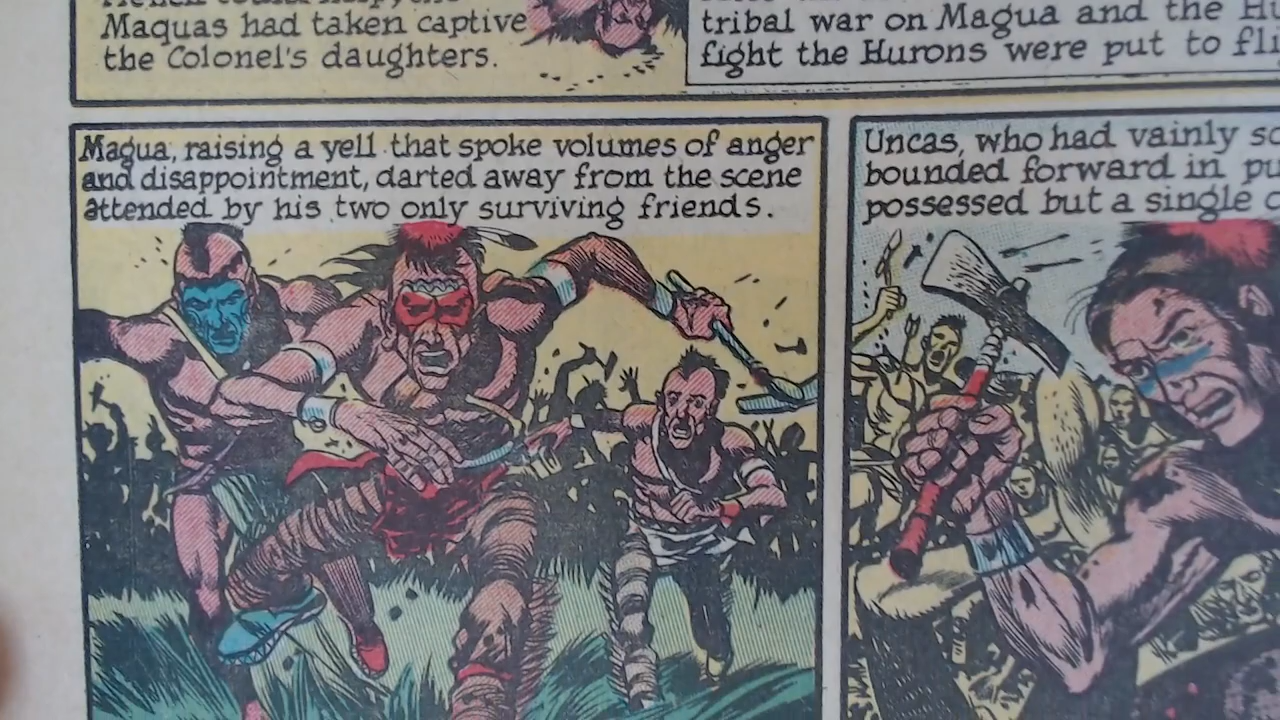 Maquas had taken captive
the Colonel's daughters.
tribal war on Magua and the
fight the Hurons were put to
Magua, raising a yell that spoke volumes of anger
and disappointment, darted away from the scene
attended by his two only surviving friends.
Uncas, who had vainly
bounded forward in
possessed but a single